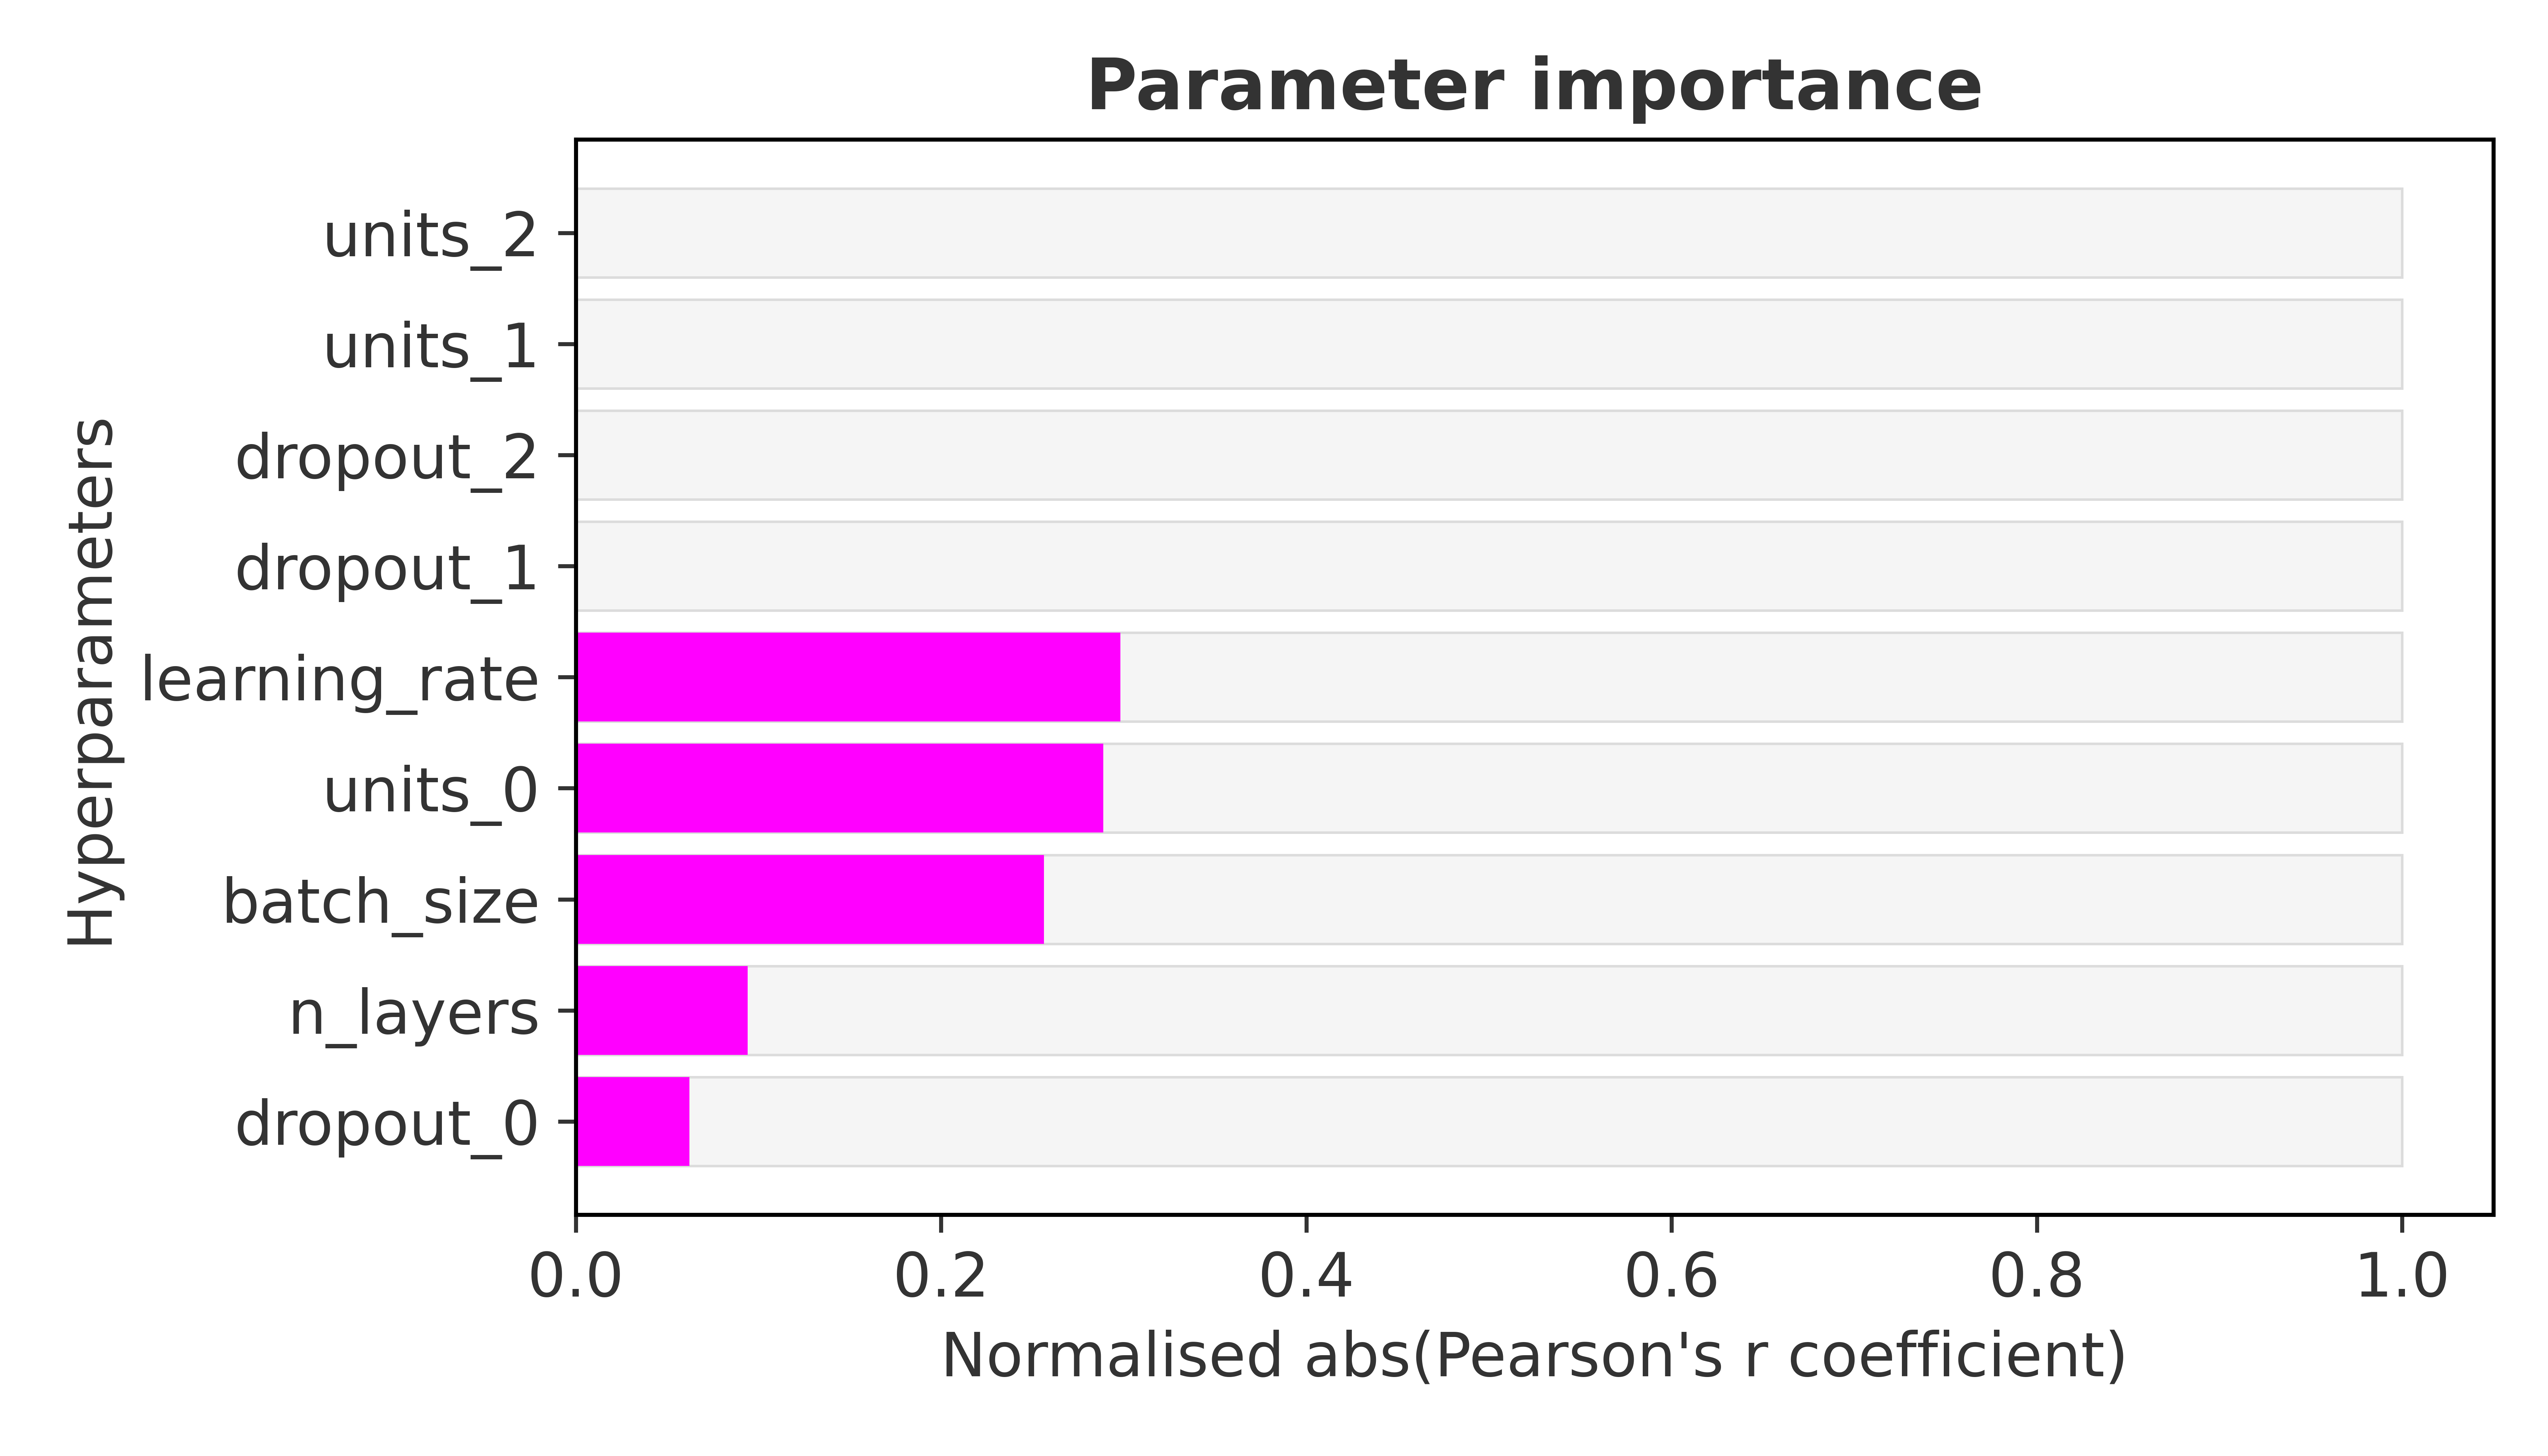 Parameter importance
units_2
units_1
dropout_2
dropout_1
learning_rate
units_0
batch_size
n_layers
dropout_0
Hyperparameters
0.0 0.2 0.4 0.6 0.8 1.0
Normalised abs(Pearson's r coefficient)